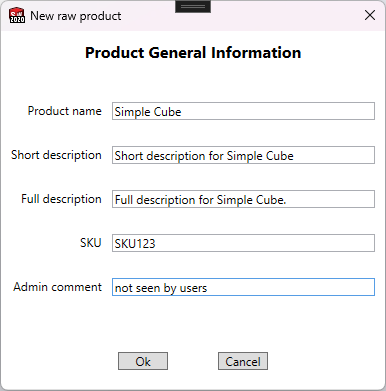 2020
New raw product
Product General Information
Product name Simple Cube
Short description Short description for Simple Cube
Full description Full description for Simple Cube.
SKU SKU123
Admin comment not seen by users
Ok Cancel